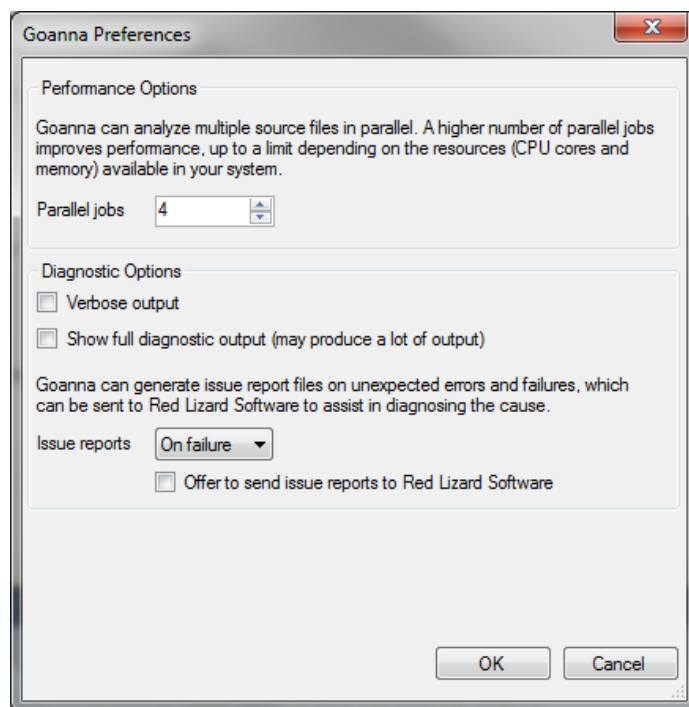 Goanna Preferences
Performance Options
Goanna can analyze multiple source files in parallel. A higher number of parallel jobs
improves performance, up to a limit depending on the resources (CPU cores and
memory) available in your system.
Parallel jobs 4
Diagnostic Options
Verbose output
Show full diagnostic output (may produce a lot of output)
Goanna can generate issue report files on unexpected errors and failures, which
can be sent to Red Lizard Software to assist in diagnosing the cause.
Issue reports On failure
Offer to send issue reports to Red Lizard Software
OK Cancel